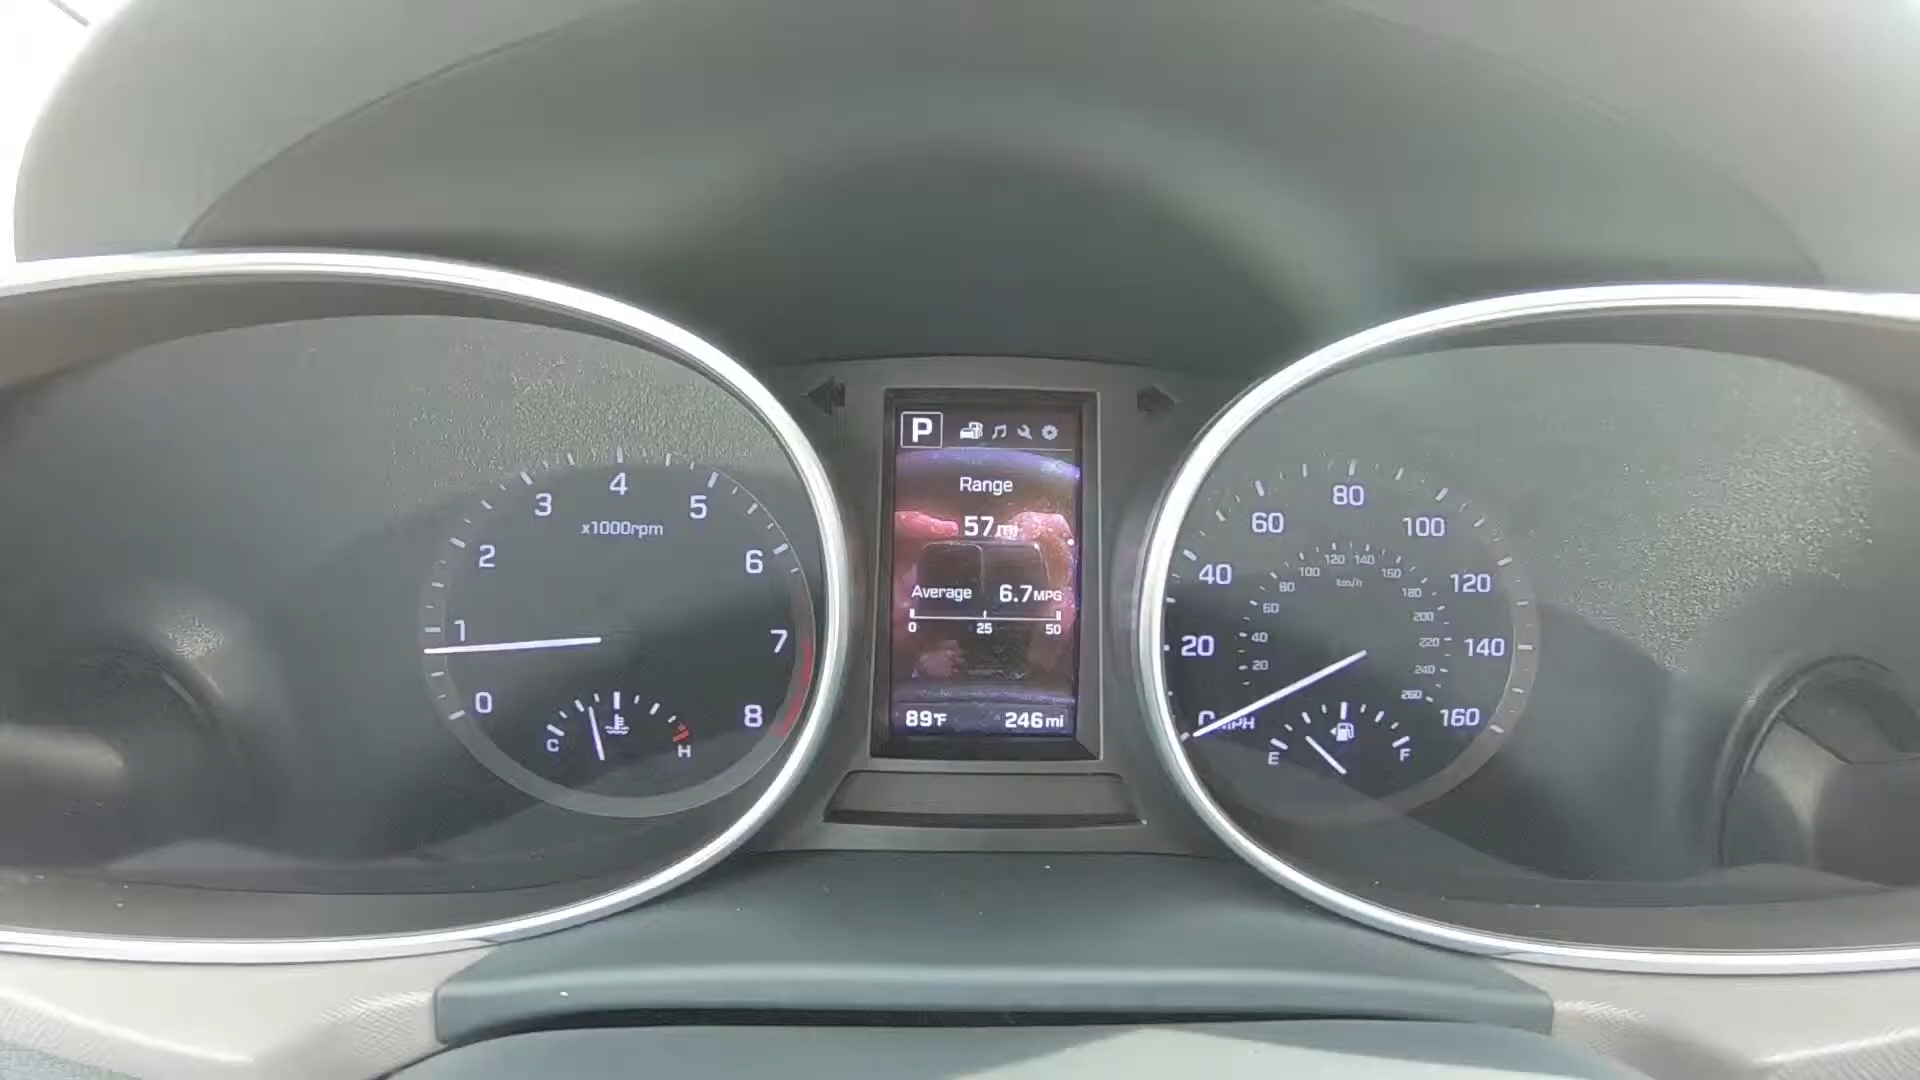 P
Range
57mi
Average 6.7MPG
0 25 50
89°F 246mi
0 1 2 3 4 5 6 7 8
x1000rpm
C H
20 40 60 80 100 120 140 160
MPH
20 40 60 80 100 120 140 160 180 200 220 240 260
km/h
E F